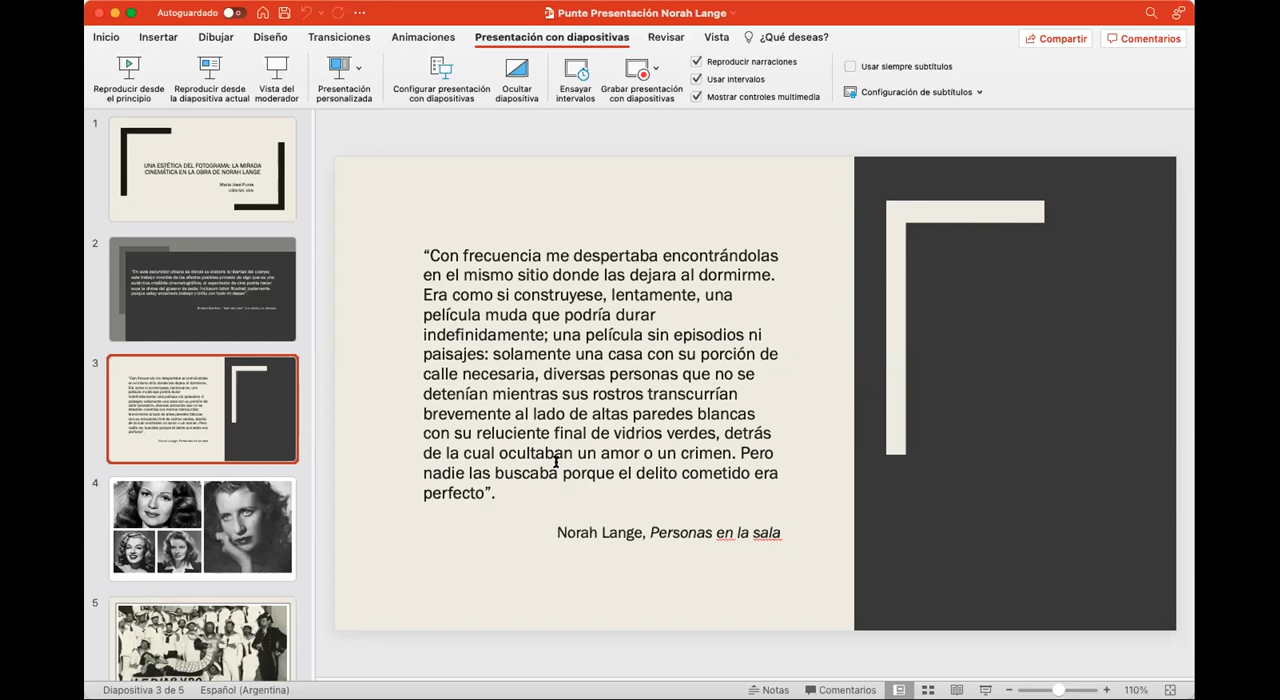 Autoguardado
Punte Presentación Norah Lange
Inicio
Insertar
Dibujar
Diseño
Transiciones
Animaciones
Presentación con diapositivas
Revisar
Vista
¿Qué deseas?
Compartir
Comentarios
Reproducir desde
el principio
Reproducir desde
la diapositiva actual
Vista del
moderador
Presentación
personalizada
Configurar presentación
con diapositivas
Ocultar
diapositiva
Ensayar
intervalos
Grabar presentación
con diapositivas
Reproducir narraciones
Usar intervalos
Mostrar controles multimedia
Usar siempre subtítulos
Configuración de subtítulos
1
UNA ESTÉTICA DEL FOTOGRAMA: LA MIRADA
CINEMÁTICA EN LA OBRA DE NORAH LANGE
María José Punte
2
3
4
5
“Con frecuencia me despertaba encontrándolas
en el mismo sitio donde las dejara al dormirme.
Era como si construyese, lentamente, una
película muda que podría durar
indefinidamente; una película sin episodios ni
paisajes: solamente una casa con su porción de
calle necesaria, diversas personas que no se
detenían mientras sus rostros transcurrían
brevemente al lado de altas paredes blancas
con su reluciente final de vidrios verdes, detrás
de la cual ocultaban un amor o un crimen. Pero
nadie las buscaba porque el delito cometido era
perfecto”.
Norah Lange, Personas en la sala
Diapositiva 3 de 5
Español (Argentina)
Notas
Comentarios
110%